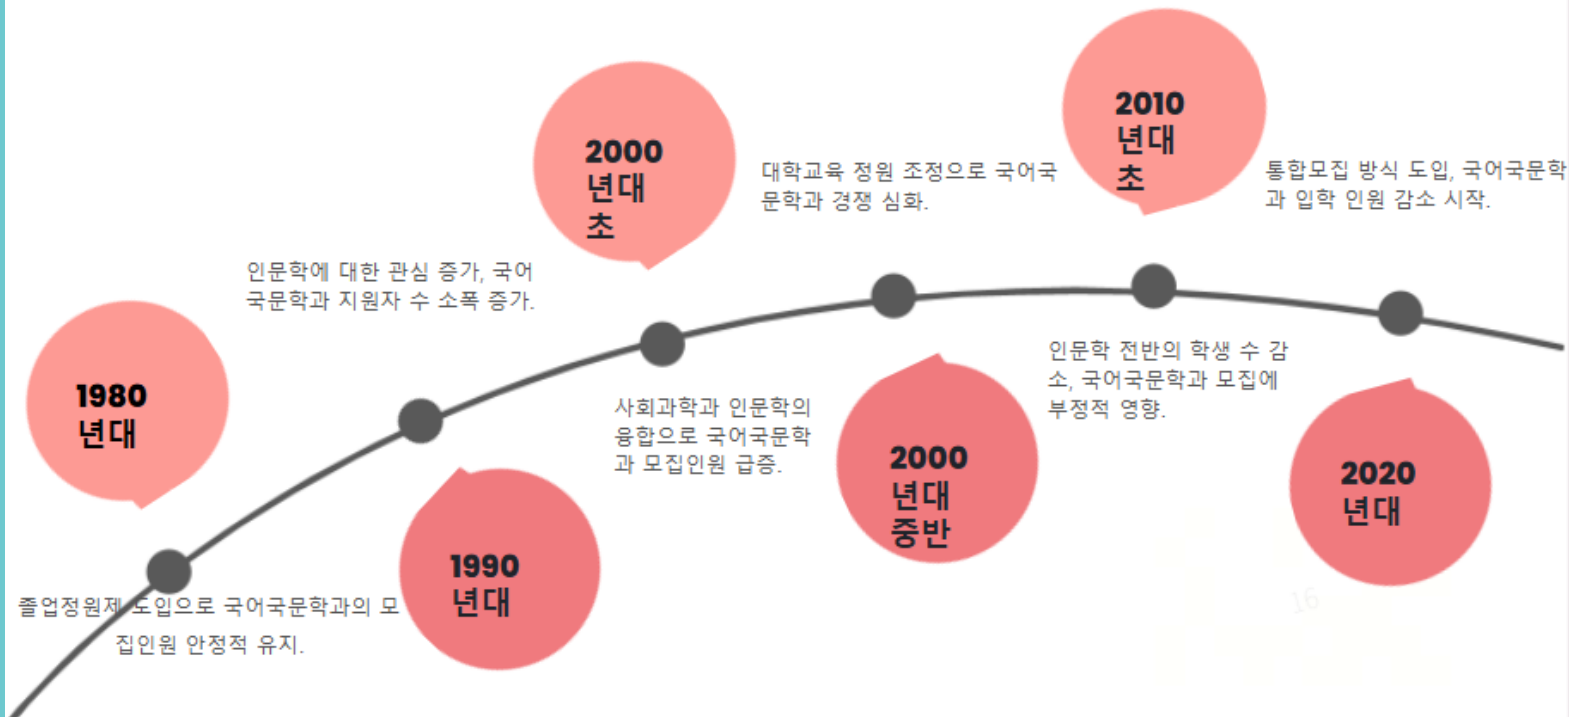 1980
년대
졸업정원제 도입으로 국어국문학과의 모
집인원 안정적 유지.
인문학에 대한 관심 증가, 국어
국문학과 지원자 수 소폭 증가.
1990
년대
2000
년대
초
사회과학과 인문학의
융합으로 국어국문학
과 모집인원 급증.
대학교육 정원 조정으로 국어국
문학과 경쟁 심화.
2000
년대
중반
2010
년대
초
통합모집 방식 도입, 국어국문학
과 입학 인원 감소 시작.
인문학 전반의 학생 수 감
소, 국어국문학과 모집에
부정적 영향.
2020
년대
16